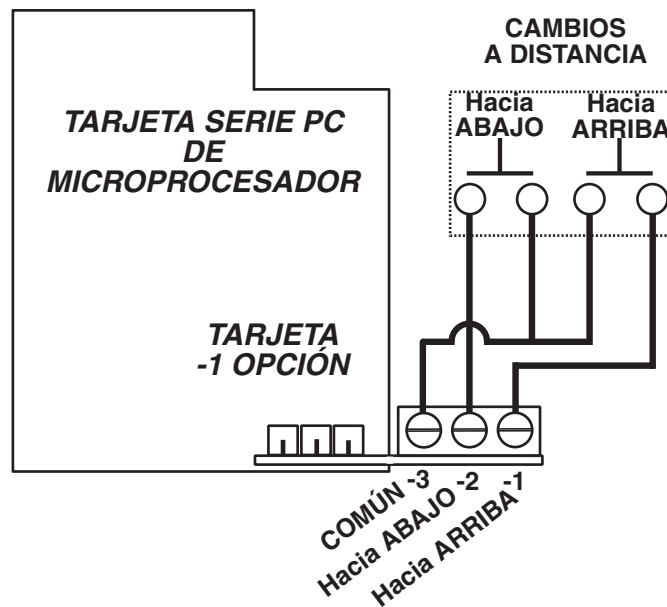 CAMBIOS
A DISTANCIA
Hacia
ABAJO
Hacia
ARRIBA
TARJETA SERIE PC
DE
MICROPROCESADOR
TARJETA
-1 OPCIÓN
COMÚN -3
Hacia ABAJO -2
Hacia ARRIBA -1